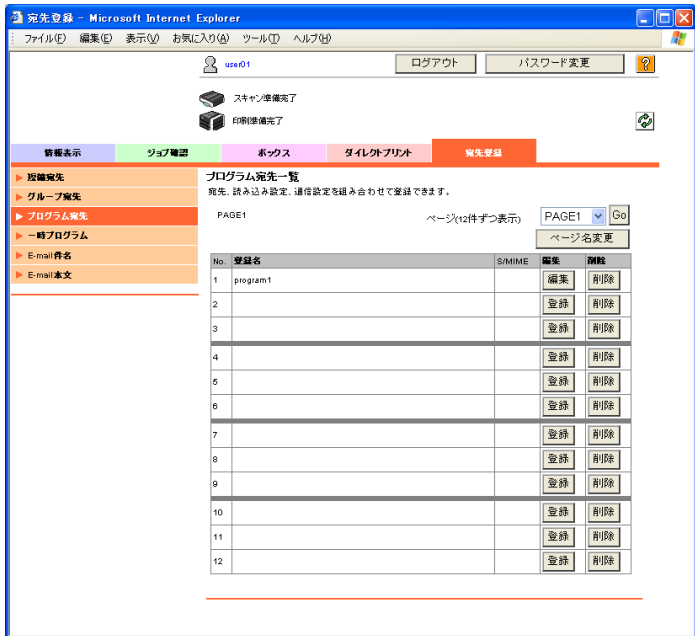 宛先登録 - Microsoft Internet Explorer
ファイル(F) 編集(E) 表示(V) お気に入り(A) ツール(T) ヘルプ(H)
user01 ログアウト パスワード変更 ?
スキャン準備完了
印刷準備完了
情報表示 ジョブ確認 ボックス ダイレクトプリント 宛先登録
短縮宛先
グループ宛先
プログラム宛先
一時プログラム
E-mail件名
E-mail本文
プログラム宛先一覧
宛先、読み込み設定、通信設定を組み合わせて登録できます。
PAGE1 ページ(12件ずつ表示) PAGE1 Go
ページ名変更
No. 登録名 S/MIME 編集 削除
1 program1 編集 削除
2 登録 削除
3 登録 削除
4 登録 削除
5 登録 削除
6 登録 削除
7 登録 削除
8 登録 削除
9 登録 削除
10 登録 削除
11 登録 削除
12 登録 削除